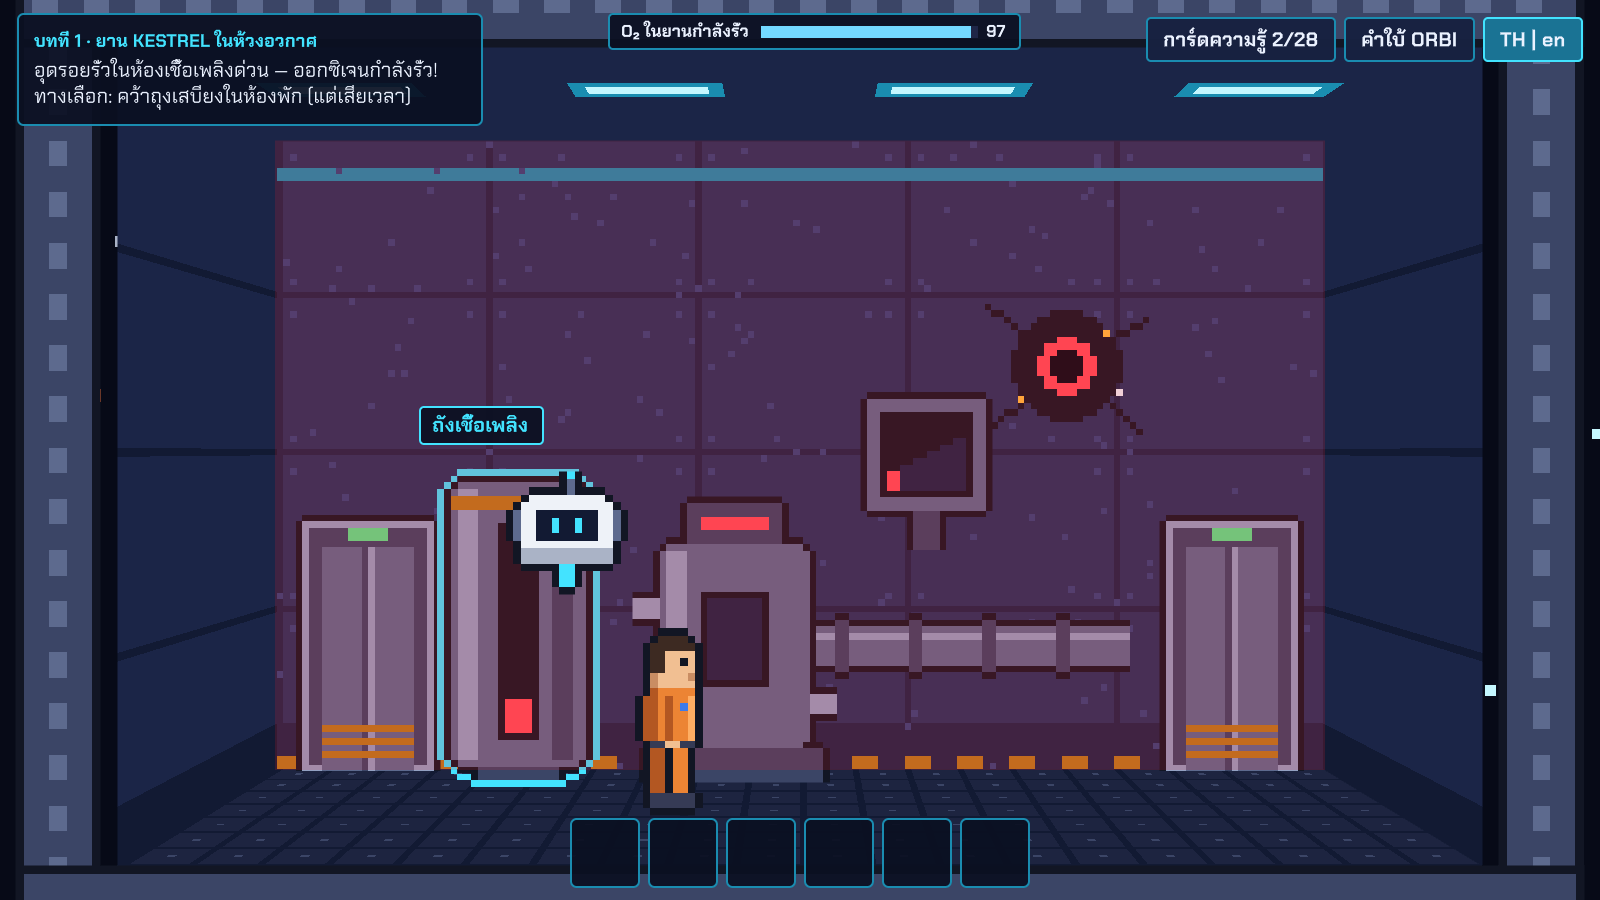 บทที่ 1 · ยาน KESTREL ในห้วงอวกาศ
อุดรอยรั่วในห้องเชื้อเพลิงด่วน — ออกซิเจนกำลังรั่ว!
ทางเลือก: คว้าถุงเสบียงในห้องพัก (แต่เสียเวลา)
O₂ ในยานกำลังรั่ว 97
การ์ดความรู้ 2/28
คำใบ้ ORBI
TH | en
ถังเชื้อเพลิง